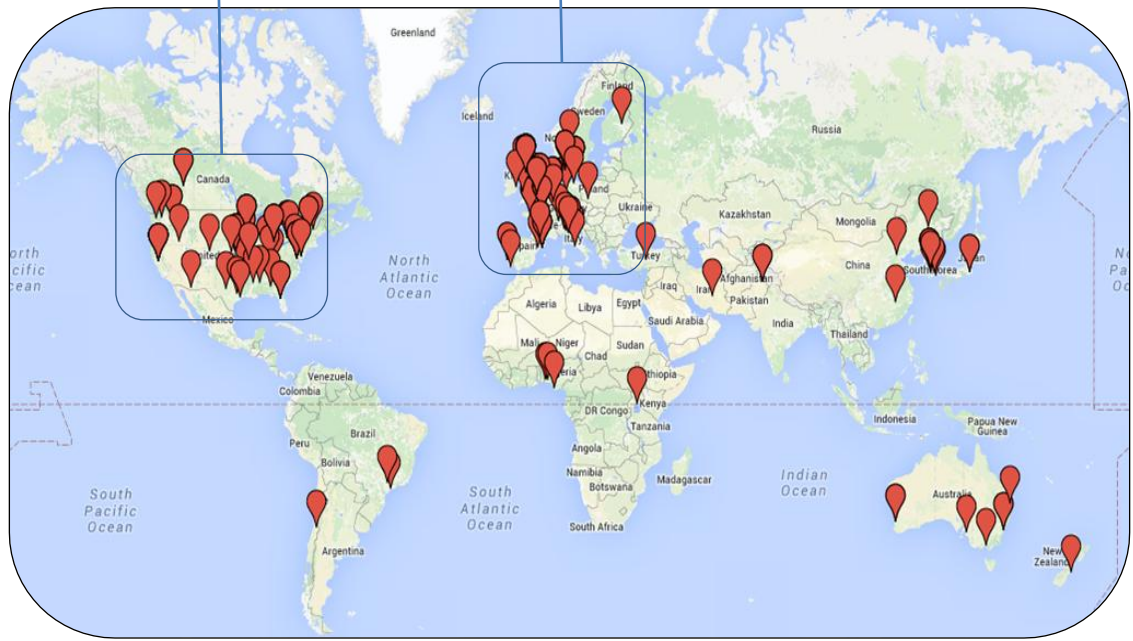 Greenland
Iceland
Finland
Sweden
Russia
Canada
Poland
Ukraine
Kazakhstan
Mongolia
Italy
Turkey
North
Atlantic
Ocean
China
South Korea
Japan
Afghanistan
Iraq
Iran
Pakistan
Algeria
Libya
Egypt
Saudi Arabia
India
Thailand
Mexico
Mali
Niger
Chad
Sudan
Ethiopia
Venezuela
Colombia
DR Congo
Kenya
Tanzania
Indonesia
Papua New
Guinea
Peru
Brazil
Bolivia
Angola
Namibia
Botswana
Madagascar
Indian
Ocean
South
Pacific
Ocean
South
Atlantic
Ocean
Australia
South Africa
Argentina
New
Zealand